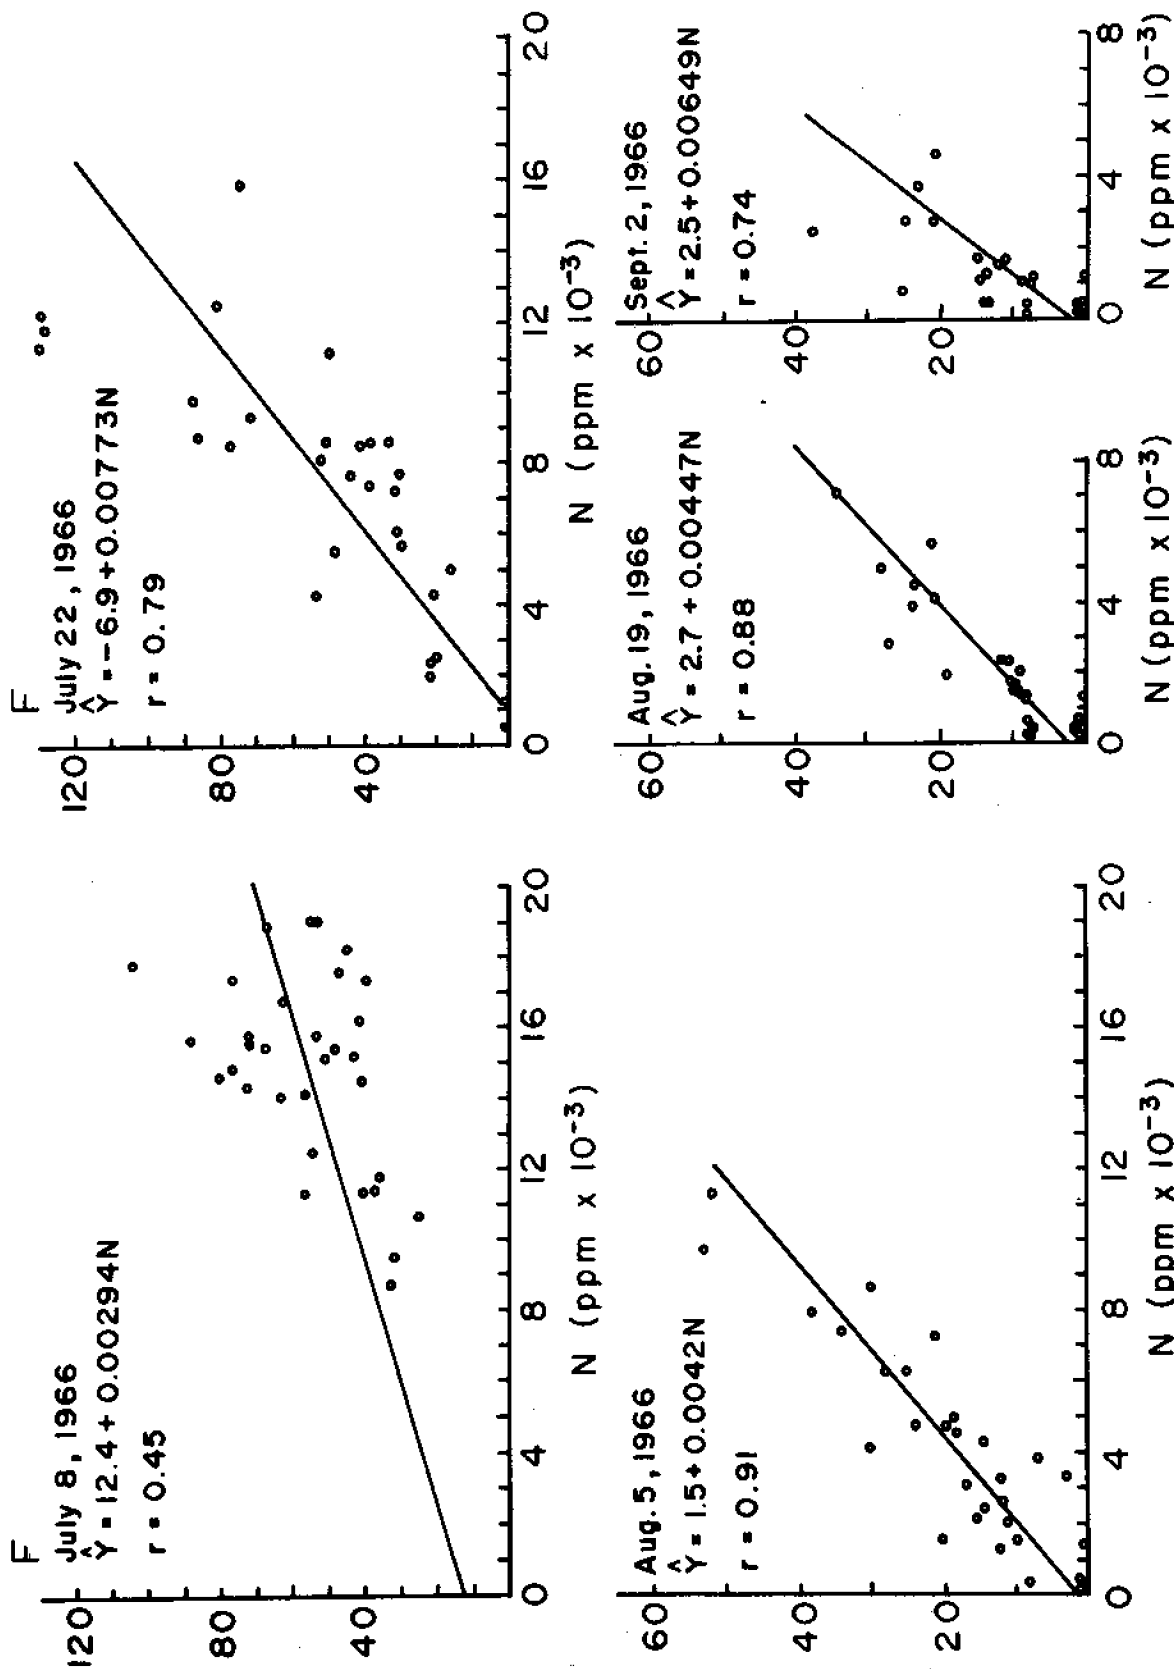 F
July 8, 1966
Ŷ = 12.4 + 0.00294N
r = 0.45
120
80
40
0 4 8 12 16 20
N (ppm x 10⁻³)
F
July 22, 1966
Ŷ = -6.9 + 0.00773N
r = 0.79
120
80
40
0 4 8 12 16 20
N (ppm x 10⁻³)
Aug. 5, 1966
Ŷ = 1.5 + 0.0042N
r = 0.91
60
40
20
0 4 8 12 16 20
N (ppm x 10⁻³)
Aug. 19, 1966
Ŷ = 2.7 + 0.00447N
r = 0.88
60
40
20
0 4 8
N (ppm x 10⁻³)
Sept. 2, 1966
Ŷ = 2.5 + 0.00649N
r = 0.74
60
40
20
0 4 8
N (ppm x 10⁻³)